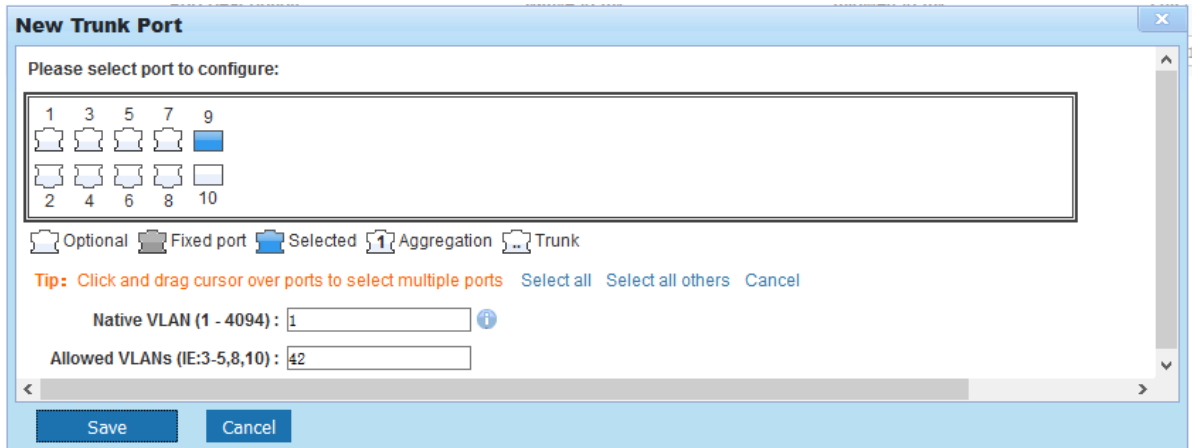 New Trunk Port
x
Please select port to configure:
1 3 5 7 9
2 4 6 8 10
Optional Fixed port Selected 1 Aggregation .. Trunk
Tip: Click and drag cursor over ports to select multiple ports Select all Select all others Cancel
Native VLAN (1 - 4094) : 1 i
Allowed VLANs (IE:3-5,8,10) : 42
Save Cancel